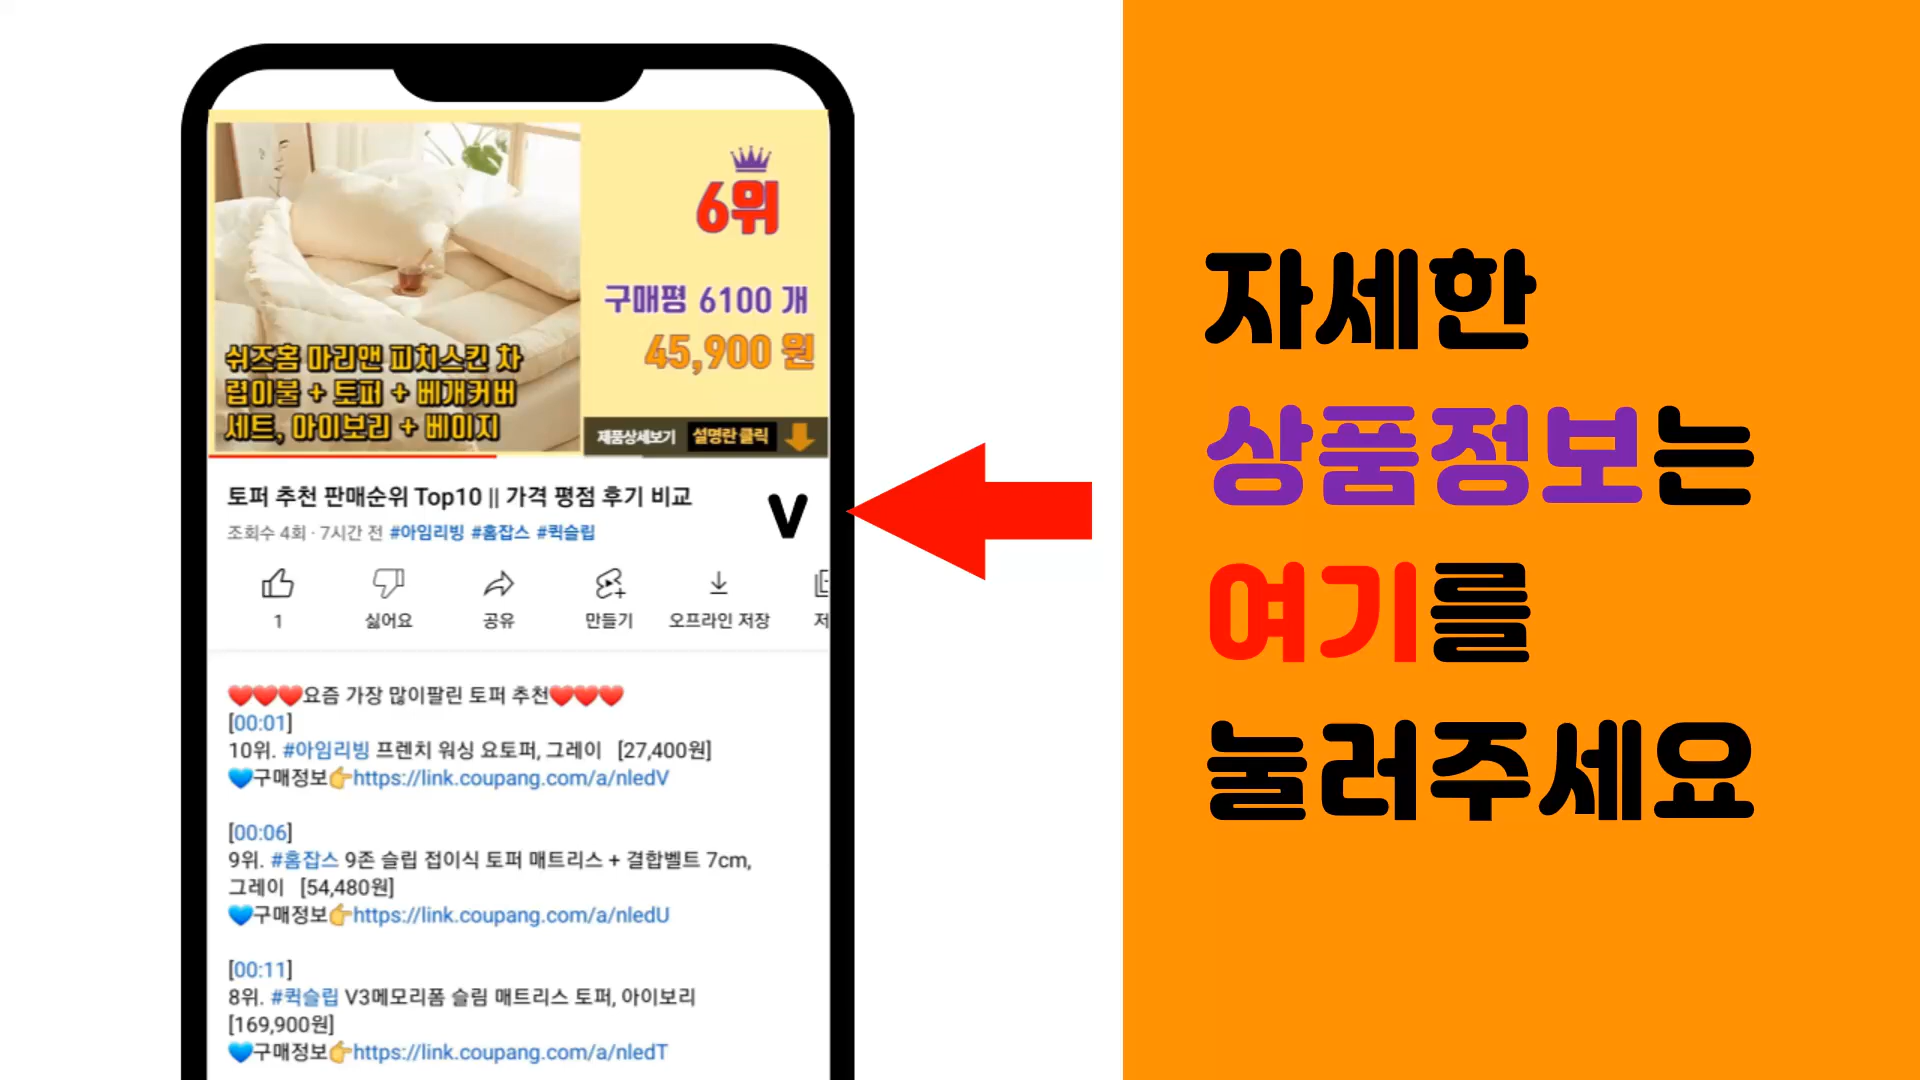 6위
구매평 6100 개
45,900 원
쉬즈홈 마리앤 피치스킨 차
렵이불 + 토퍼 + 베개커버
세트, 아이보리 + 베이지
제품상세보기 설명란 클릭
토퍼 추천 판매순위 Top10 || 가격 평점 후기 비교
V
조회수 4회 · 7시간 전 #아임리빙 #홈잡스 #퀵슬립
1 싫어요 공유 만들기 오프라인 저장 저
❤❤❤요즘 가장 많이팔린 토퍼 추천❤❤❤
[00:01]
10위. #아임리빙 프렌치 워싱 요토퍼, 그레이 [27,400원]
💙구매정보👉https://link.coupang.com/a/nledV
[00:06]
9위. #홈잡스 9존 슬립 접이식 토퍼 매트리스 + 결합벨트 7cm,
그레이 [54,480원]
💙구매정보👉https://link.coupang.com/a/nledU
[00:11]
8위. #퀵슬립 V3메모리폼 슬림 매트리스 토퍼, 아이보리
[169,900원]
💙구매정보👉https://link.coupang.com/a/nledT
자세한
상품정보는
여기를
눌러주세요